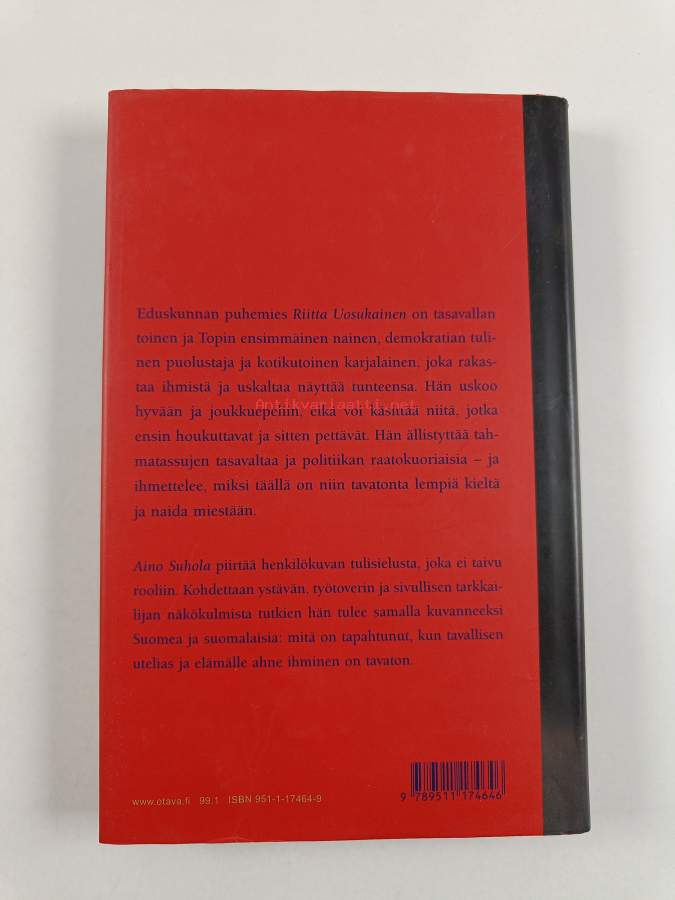 Eduskunnan puhemies Riitta Uosukainen on tasavallan
toinen ja Topin ensimmäinen nainen, demokratian tuli-
nen puolustaja ja kotikutoinen karjalainen, joka rakas-
taa ihmistä ja uskaltaa näyttää tunteensa. Hän uskoo
Antikvariaatti.net
hyvään ja joukkuepeliin, eikä voi käsittää niitä, jotka
ensin houkuttavat ja sitten pettävät. Hän ällistyttää tah-
matassujen tasavaltaa ja politiikan raatokuoriaisia – ja
ihmettelee, miksi täällä on niin tavatonta lempiä kieltä
ja naida miestään.
Aino Suhola piirtää henkilökuvan tulisielusta, joka ei taivu
rooliin. Kohdettaan ystävän, työtoverin ja sivullisen tarkkai-
lijan näkökulmista tutkien hän tulee samalla kuvanneeksi
Suomea ja suomalaisia: mitä on tapahtunut, kun tavallisen
utelias ja elämälle ahne ihminen on tavaton.
www.otava.fi 99.1 ISBN 951-1-17464-9
9 789511 174646